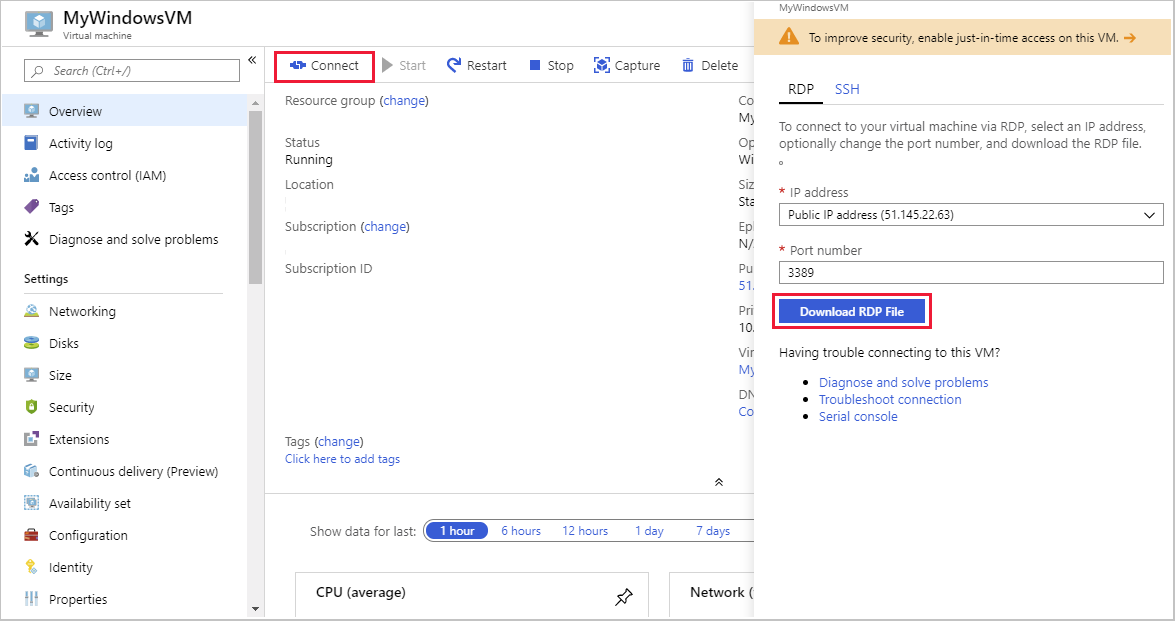 MyWindowsVM
Virtual machine
Search (Ctrl+/)
«
Overview
Activity log
Access control (IAM)
Tags
Diagnose and solve problems
Settings
Networking
Disks
Size
Security
Extensions
Continuous delivery (Preview)
Availability set
Configuration
Identity
Properties
Connect
Start
Restart
Stop
Capture
Delete
Resource group (change)
Status
Running
Location
Subscription (change)
Subscription ID
Co
My
Op
Wi
Siz
Sta
Eph
N/
Pu
51.
Pri
10.
Vir
My
DN
Co
Tags (change)
Click here to add tags
Show data for last:
1 hour
6 hours
12 hours
1 day
7 days
CPU (average)
Network (
MyWindowsVM
To improve security, enable just-in-time access on this VM. →
RDP
SSH
To connect to your virtual machine via RDP, select an IP address,
optionally change the port number, and download the RDP file.
* IP address
Public IP address (51.145.22.63)
* Port number
3389
Download RDP File
Having trouble connecting to this VM?
• Diagnose and solve problems
• Troubleshoot connection
• Serial console